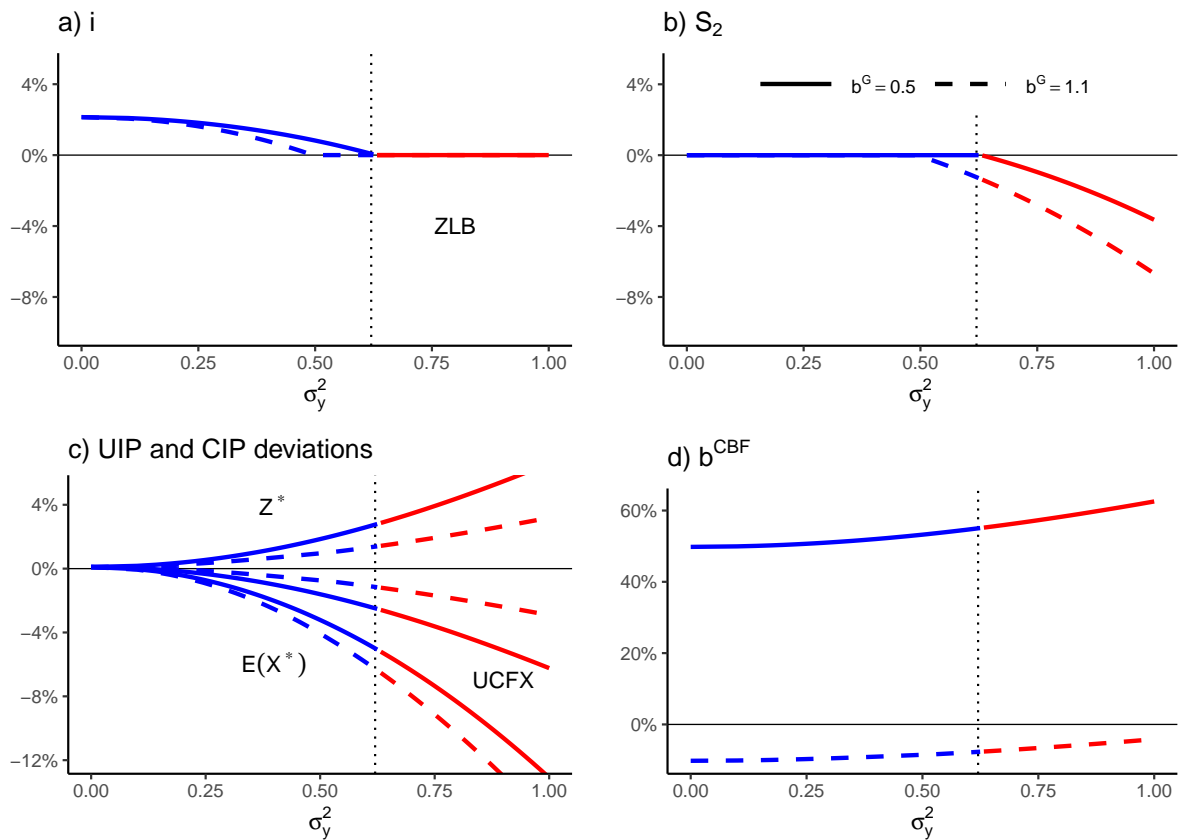 a) i
4%
0%
−4%
−8%
ZLB
0.00 0.25 0.50 0.75 1.00
σ²y
b) S₂
4%
0%
−4%
−8%
bᴳ = 0.5 bᴳ = 1.1
0.00 0.25 0.50 0.75 1.00
σ²y
c) UIP and CIP deviations
4%
0%
−4%
−8%
−12%
Z*
E(X*)
UCFX
0.00 0.25 0.50 0.75 1.00
σ²y
d) b^CBF
60%
40%
20%
0%
0.00 0.25 0.50 0.75 1.00
σ²y